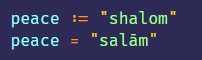 peace := "shalom"
peace = "salām"